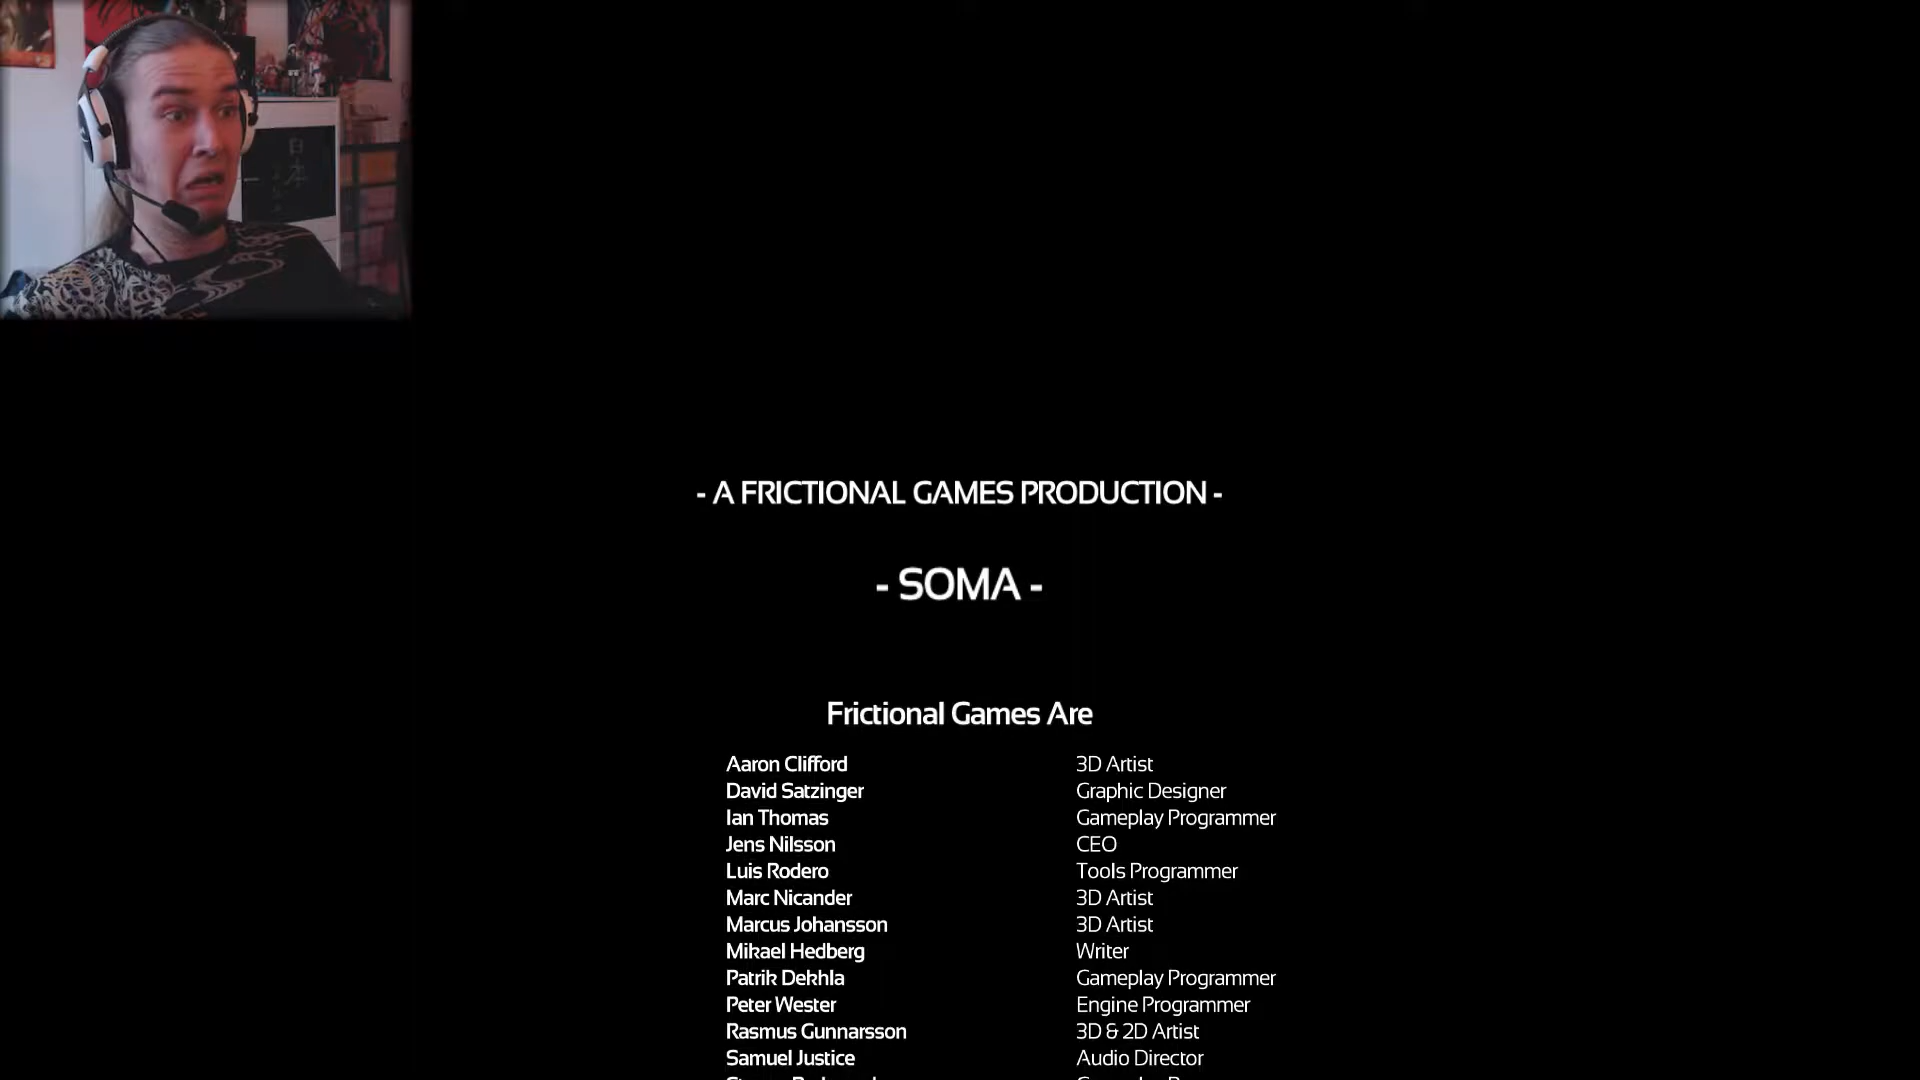 日本
- A FRICTIONAL GAMES PRODUCTION -
- SOMA -
Frictional Games Are
Aaron Clifford 3D Artist
David Satzinger Graphic Designer
Ian Thomas Gameplay Programmer
Jens Nilsson CEO
Luis Rodero Tools Programmer
Marc Nicander 3D Artist
Marcus Johansson 3D Artist
Mikael Hedberg Writer
Patrik Dekhla Gameplay Programmer
Peter Wester Engine Programmer
Rasmus Gunnarsson 3D & 2D Artist
Samuel Justice Audio Director